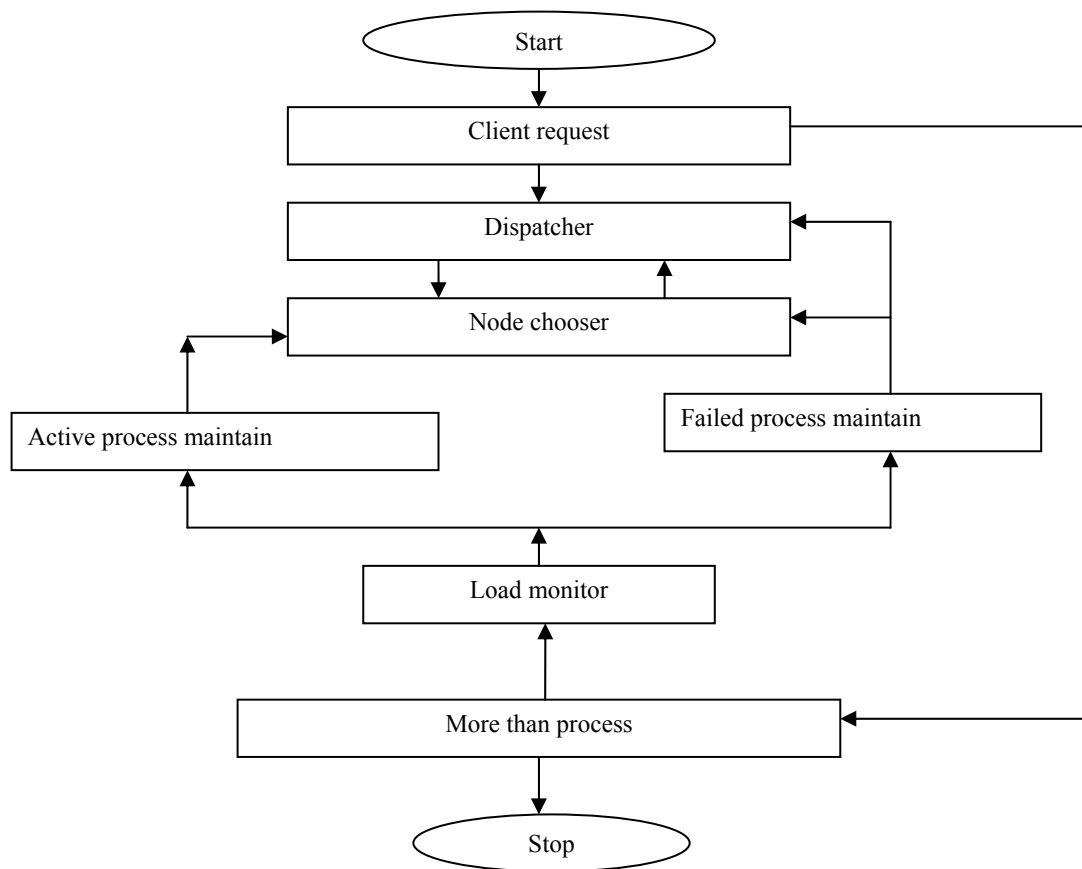 Start
Client request
Dispatcher
Node chooser
Active process maintain
Failed process maintain
Load monitor
More than process
Stop